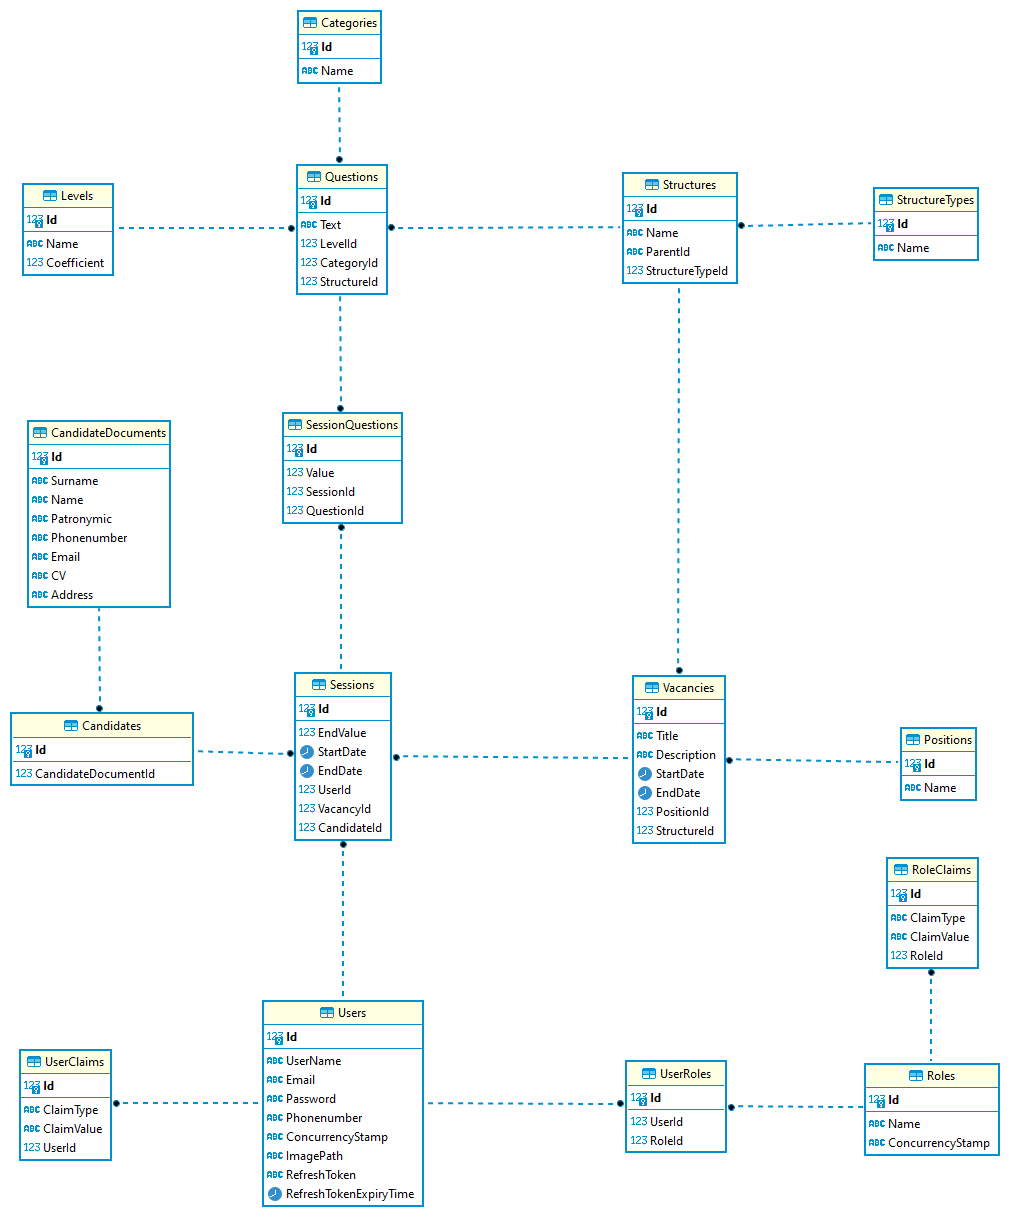 Categories
123 Id
ABC Name
Levels
123 Id
ABC Name
123 Coefficient
Questions
123 Id
ABC Text
123 LevelId
123 CategoryId
123 StructureId
Structures
123 Id
ABC Name
ABC ParentId
123 StructureTypeId
StructureTypes
123 Id
ABC Name
CandidateDocuments
123 Id
ABC Surname
ABC Name
ABC Patronymic
ABC Phonenumber
ABC Email
ABC CV
ABC Address
SessionQuestions
123 Id
123 Value
123 SessionId
123 QuestionId
Candidates
123 Id
123 CandidateDocumentId
Sessions
123 Id
123 EndValue
StartDate
EndDate
123 UserId
123 VacancyId
123 CandidateId
Vacancies
123 Id
ABC Title
ABC Description
StartDate
EndDate
123 PositionId
123 StructureId
Positions
123 Id
ABC Name
RoleClaims
123 Id
ABC ClaimType
ABC ClaimValue
123 RoleId
UserClaims
123 Id
ABC ClaimType
ABC ClaimValue
123 UserId
Users
123 Id
ABC UserName
ABC Email
ABC Password
ABC Phonenumber
ABC ConcurrencyStamp
ABC ImagePath
ABC RefreshToken
RefreshTokenExpiryTime
UserRoles
123 Id
123 UserId
123 RoleId
Roles
123 Id
ABC Name
ABC ConcurrencyStamp